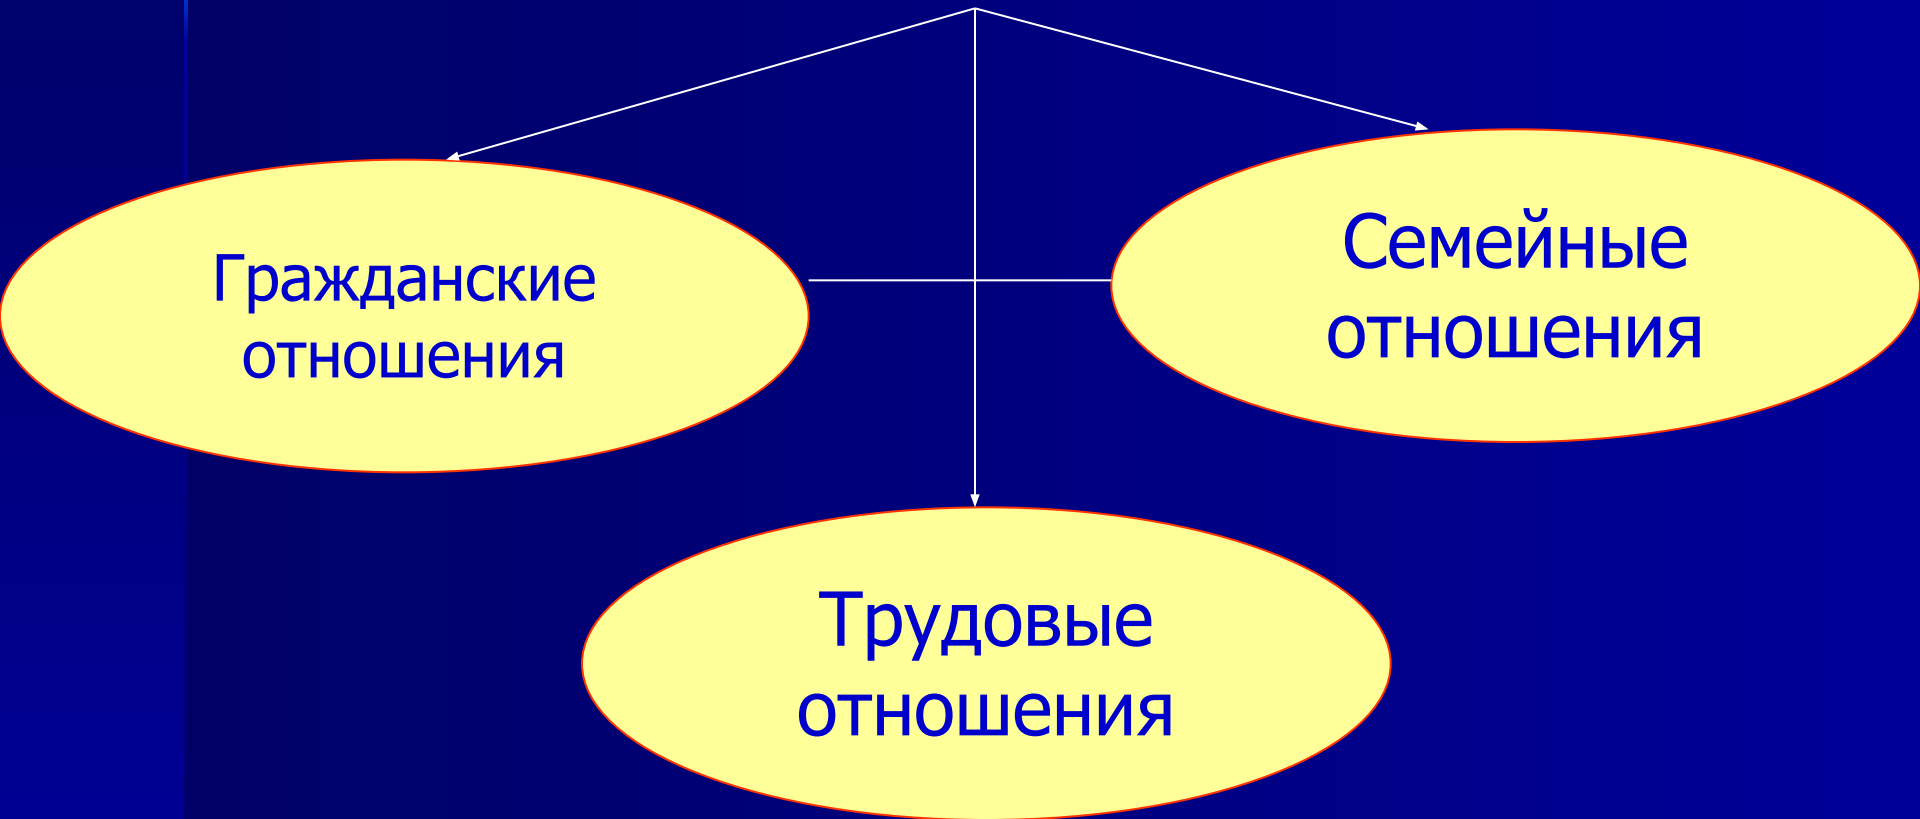 Гражданские
отношения
Семейные
отношения
Трудовые
отношения